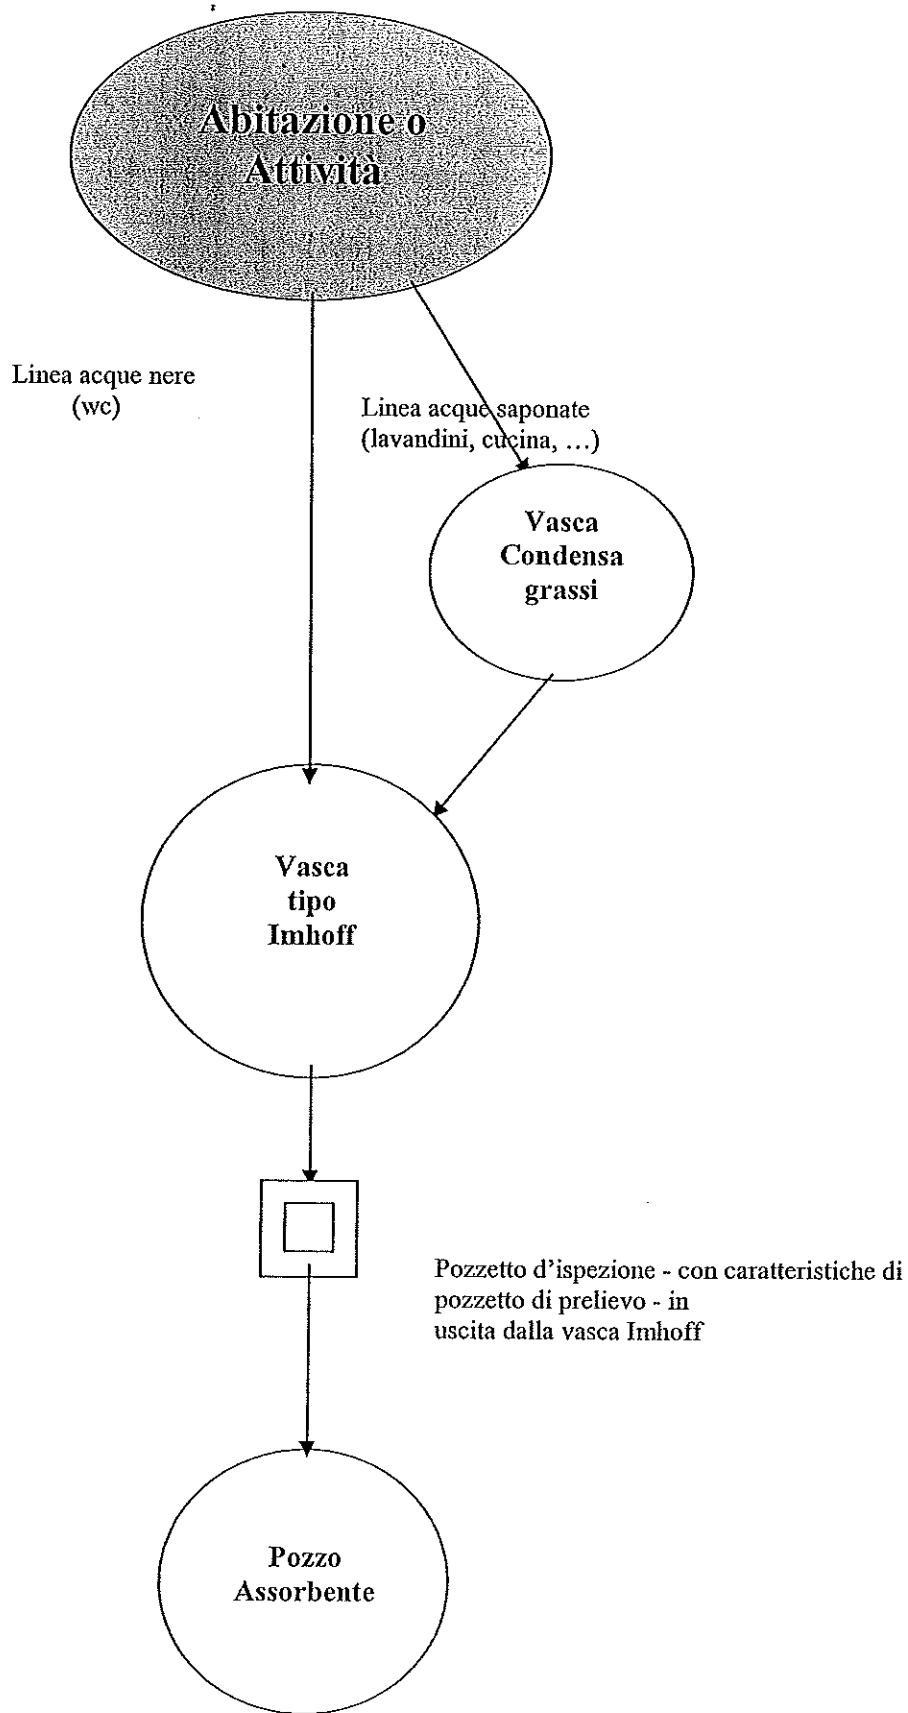 Abitazione o
Attività
Linea acque nere
(wc)
Linea acque saponate
(lavandini, cucina, …)
Vasca
Condensa
grassi
Vasca
tipo
Imhoff
Pozzetto d’ispezione - con caratteristiche di
pozzetto di prelievo - in
uscita dalla vasca Imhoff
Pozzo
Assorbente